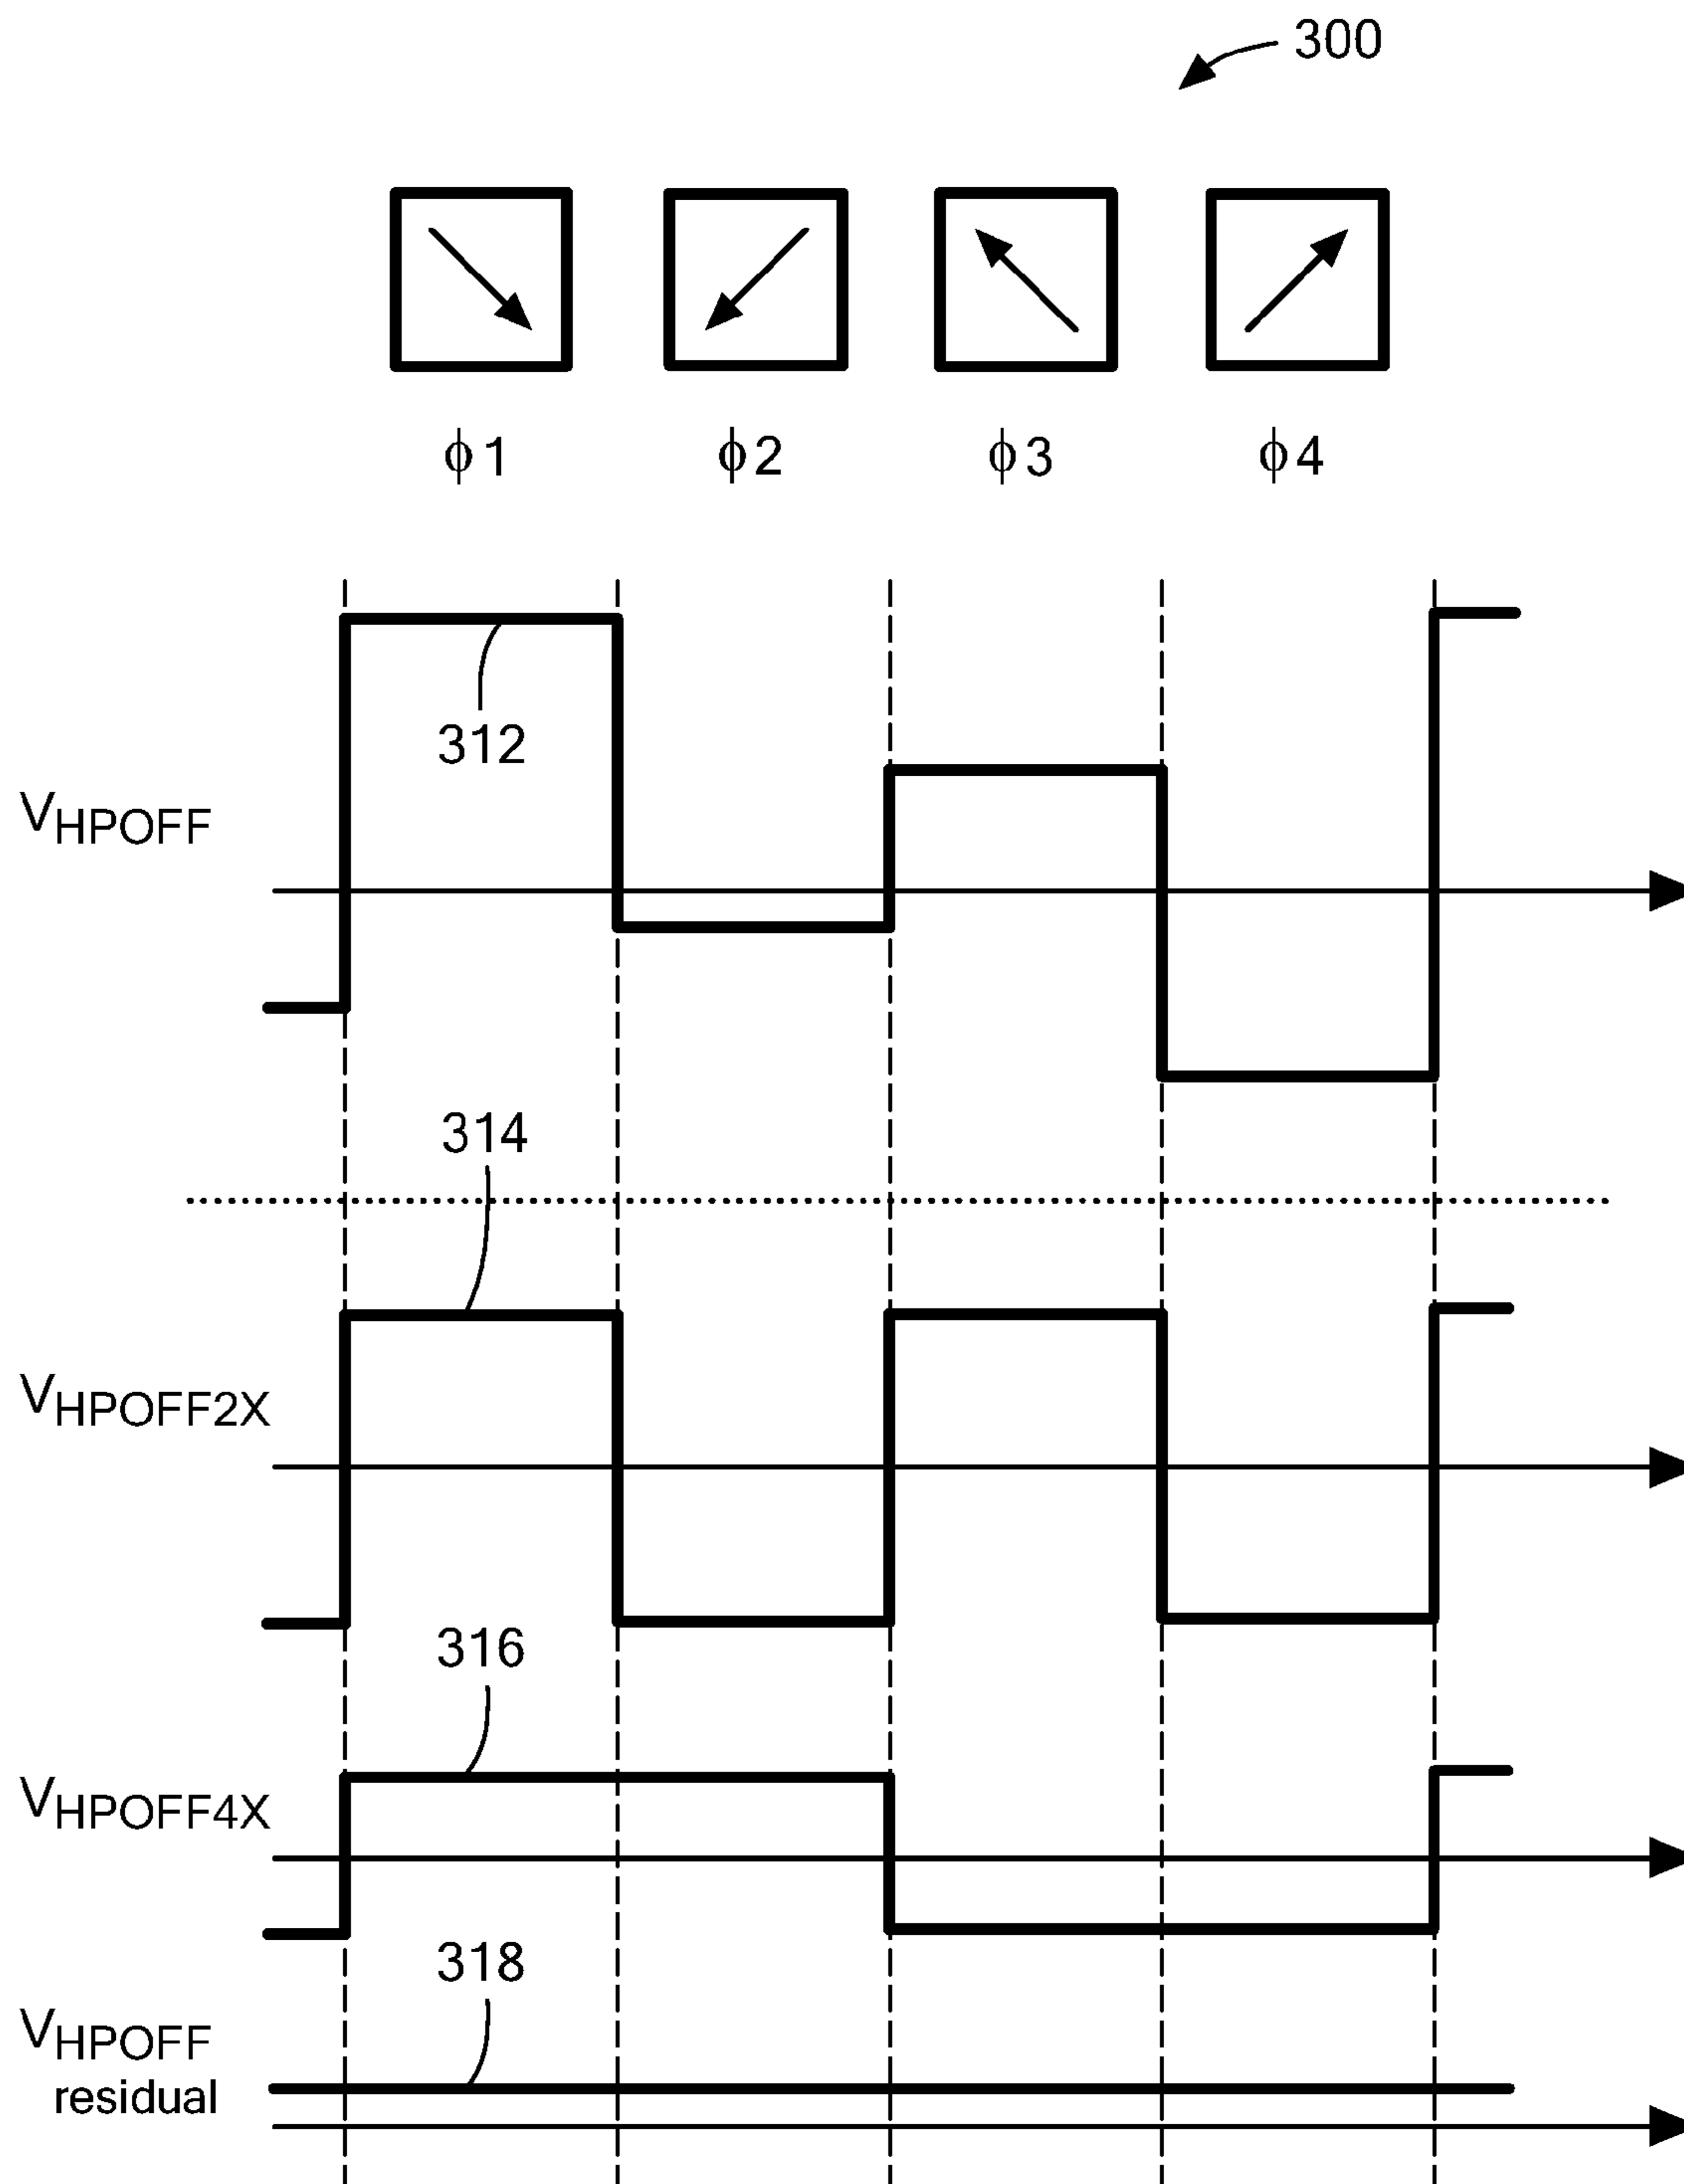 300
ϕ1 ϕ2 ϕ3 ϕ4
312
VHPOFF
314
VHPOFF2X
316
VHPOFF4X
318
VHPOFF
residual